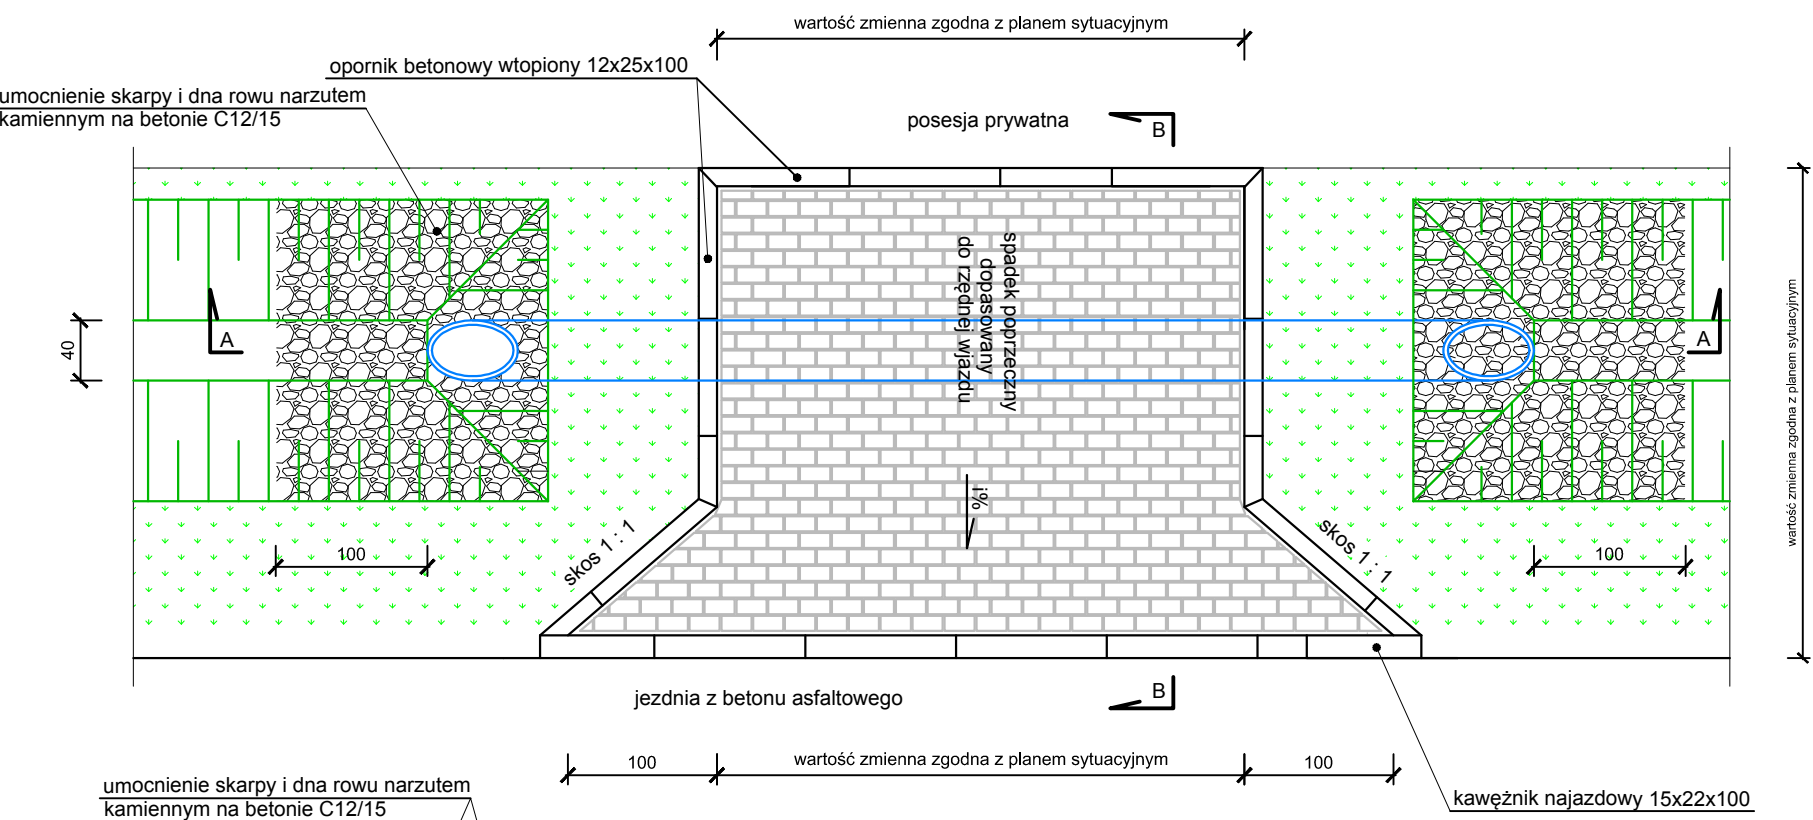 wartość zmienna zgodna z planem sytuacyjnym
opornik betonowy wtopiony 12x25x100
umocnienie skarpy i dna rowu narzutem
kamiennym na betonie C12/15
posesja prywatna
B
A
40
spadek poprzeczny
dopasowany
do rzędnej wjazdu
i%
A
wartość zmienna zgodna z planem sytuacyjnym
skos 1 : 1
skos 1 : 1
100
100
jezdnia z betonu asfaltowego
B
100
wartość zmienna zgodna z planem sytuacyjnym
100
umocnienie skarpy i dna rowu narzutem
kamiennym na betonie C12/15
kawężnik najazdowy 15x22x100